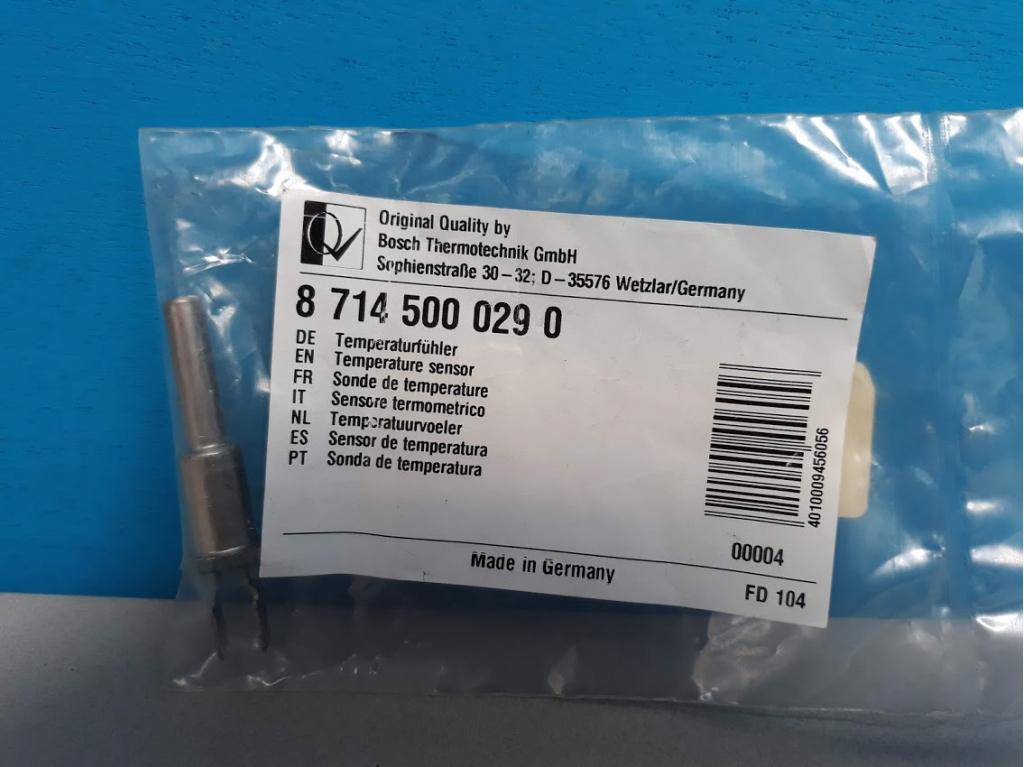 QV
Original Quality by
Bosch Thermotechnik GmbH
Sophienstraße 30–32; D–35576 Wetzlar/Germany
8 714 500 029 0
DE Temperaturfühler
EN Temperature sensor
FR Sonde de temperature
IT Sensore termometrico
NL Temperatuurvoeler
ES Sensor de temperatura
PT Sonda de temperatura
4010009456056
00004
Made in Germany
FD 104